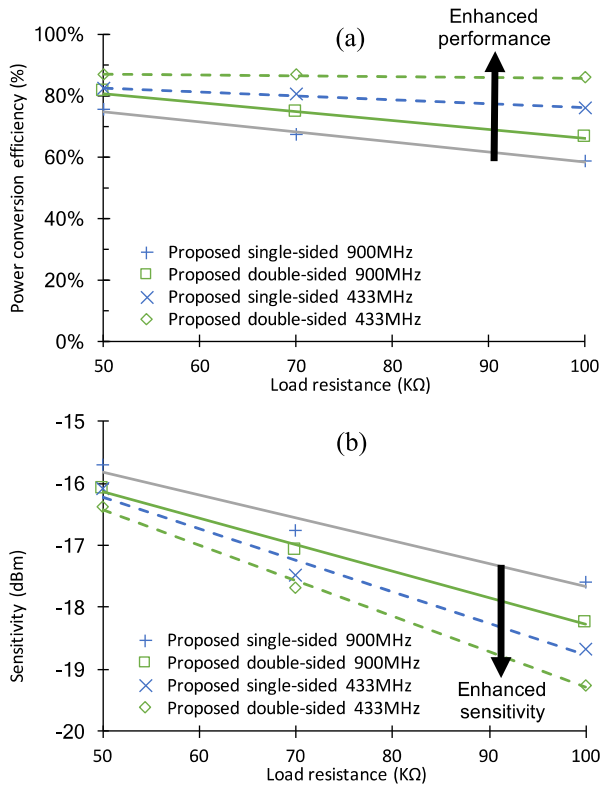 (a)
Enhanced
performance
Power conversion efficiency (%)
100%
80%
60%
40%
20%
0%
Proposed single-sided 900MHz
Proposed double-sided 900MHz
Proposed single-sided 433MHz
Proposed double-sided 433MHz
50 60 70 80 90 100
Load resistance (KΩ)
(b)
Sensitivity (dBm)
-15
-16
-17
-18
-19
-20
Proposed single-sided 900MHz
Proposed double-sided 900MHz
Proposed single-sided 433MHz
Proposed double-sided 433MHz
Enhanced
sensitivity
50 60 70 80 90 100
Load resistance (KΩ)